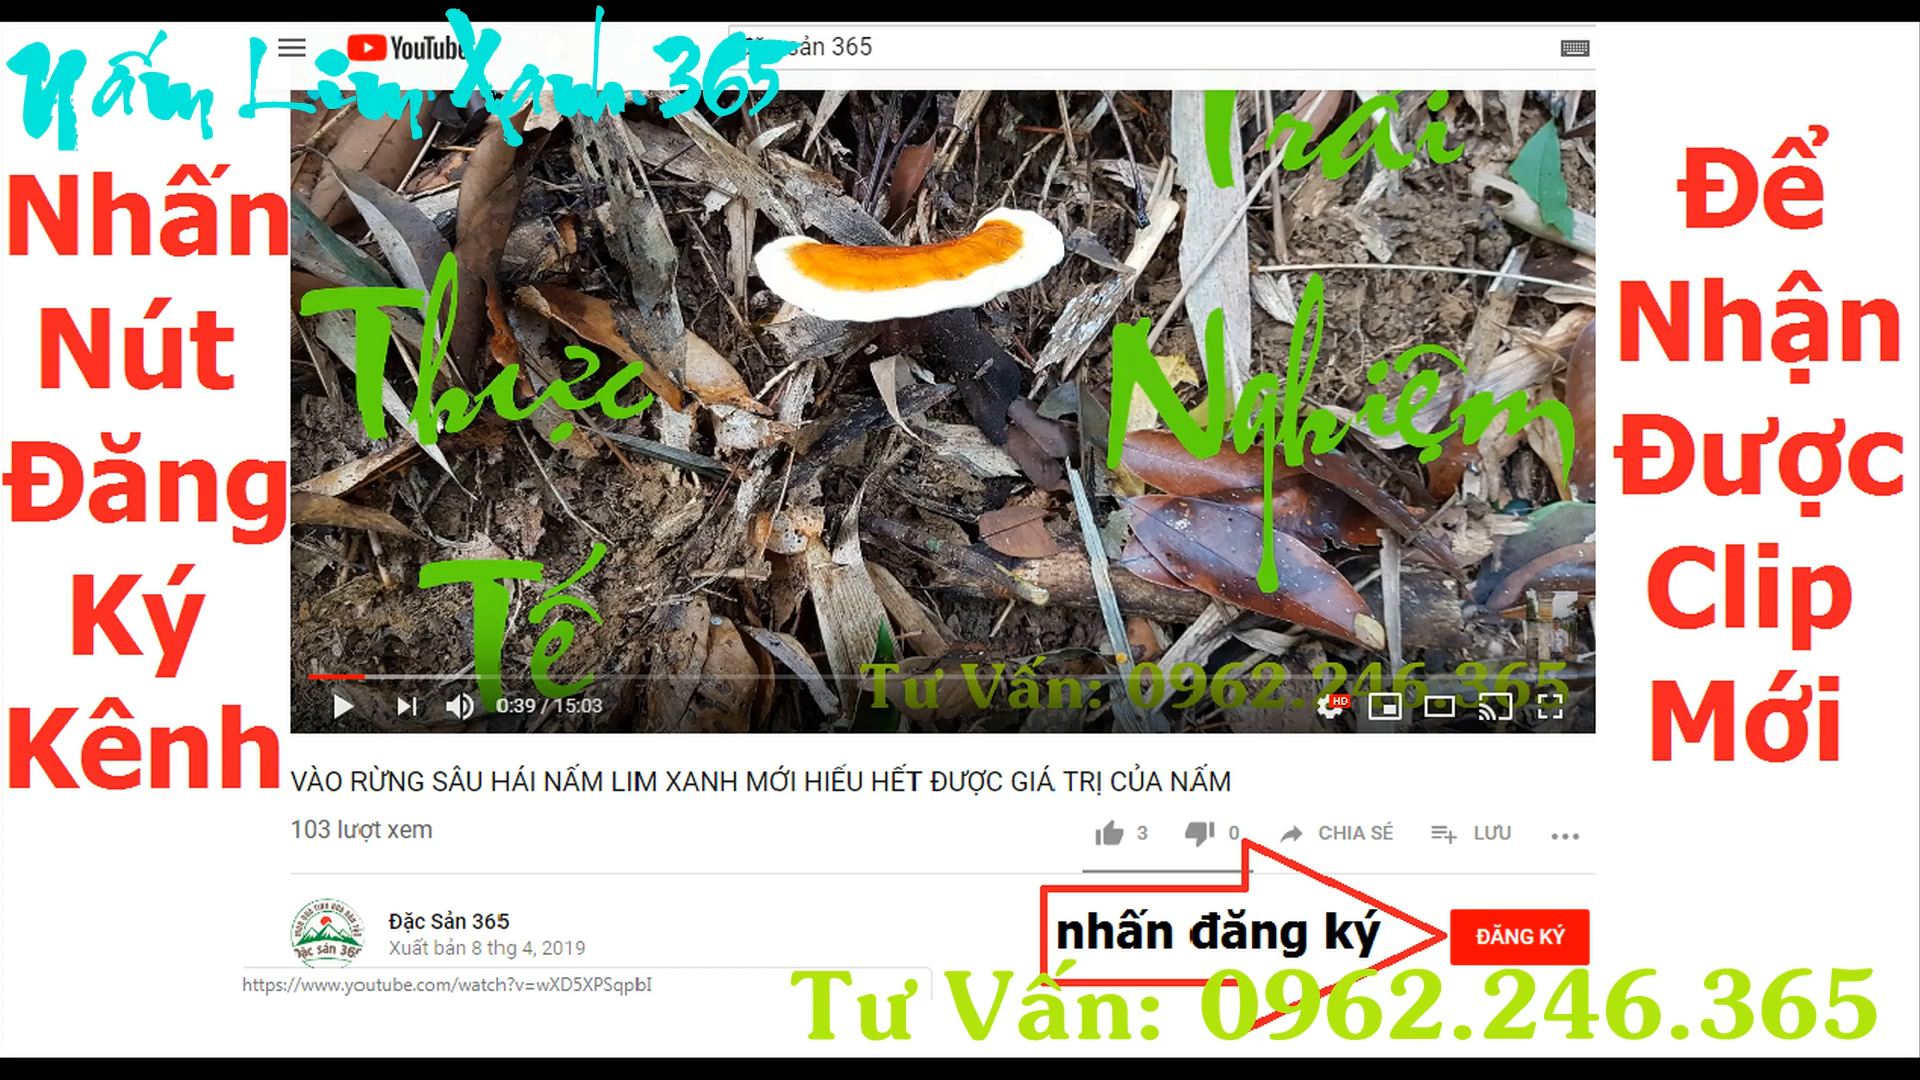 Nấm Lim Xanh 365
YouTube
đặc sản 365
Nhấn
Nút
Đăng
Ký
Kênh
Để
Nhận
Được
Clip
Mới
Trải
Nghiệm
Thực
Tế
Tư Vấn: 0962.246.365
0:39 / 15:03
HD
VÀO RỪNG SÂU HÁI NẤM LIM XANH MỚI HIỂU HẾT ĐƯỢC GIÁ TRỊ CỦA NẤM
103 lượt xem
3
0
CHIA SẺ
LƯU
Đặc Sản 365
Xuất bản 8 thg 4, 2019
đặc sản 365
nhấn đăng ký
ĐĂNG KÝ
https://www.youtube.com/watch?v=wXD5XPSqpbI
Tư Vấn: 0962.246.365